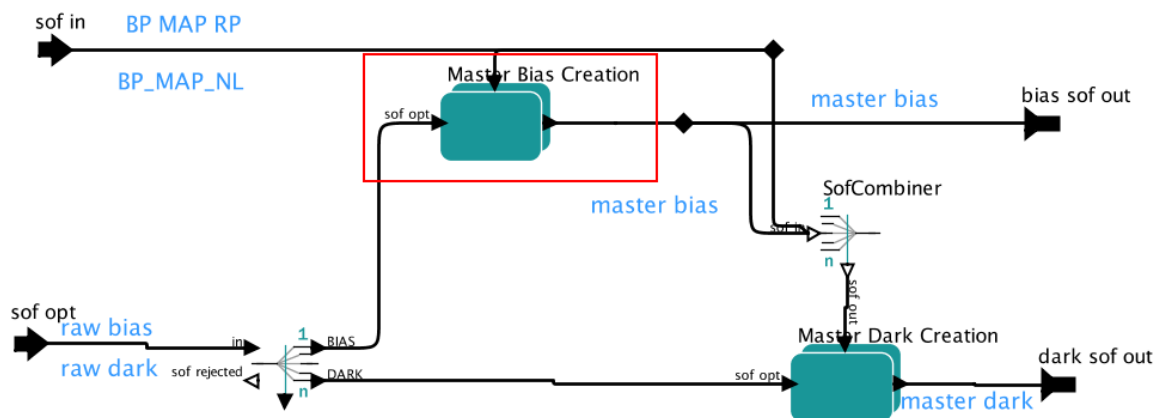 sof in
BP MAP RP
BP_MAP_NL
Master Bias Creation
sof opt
master bias
bias sof out
master bias
SofCombiner
1
sof in
n
sof out
sof opt
raw bias
in
1
BIAS
raw dark
sof rejected
n
DARK
Master Dark Creation
sof opt
dark sof out
master dark